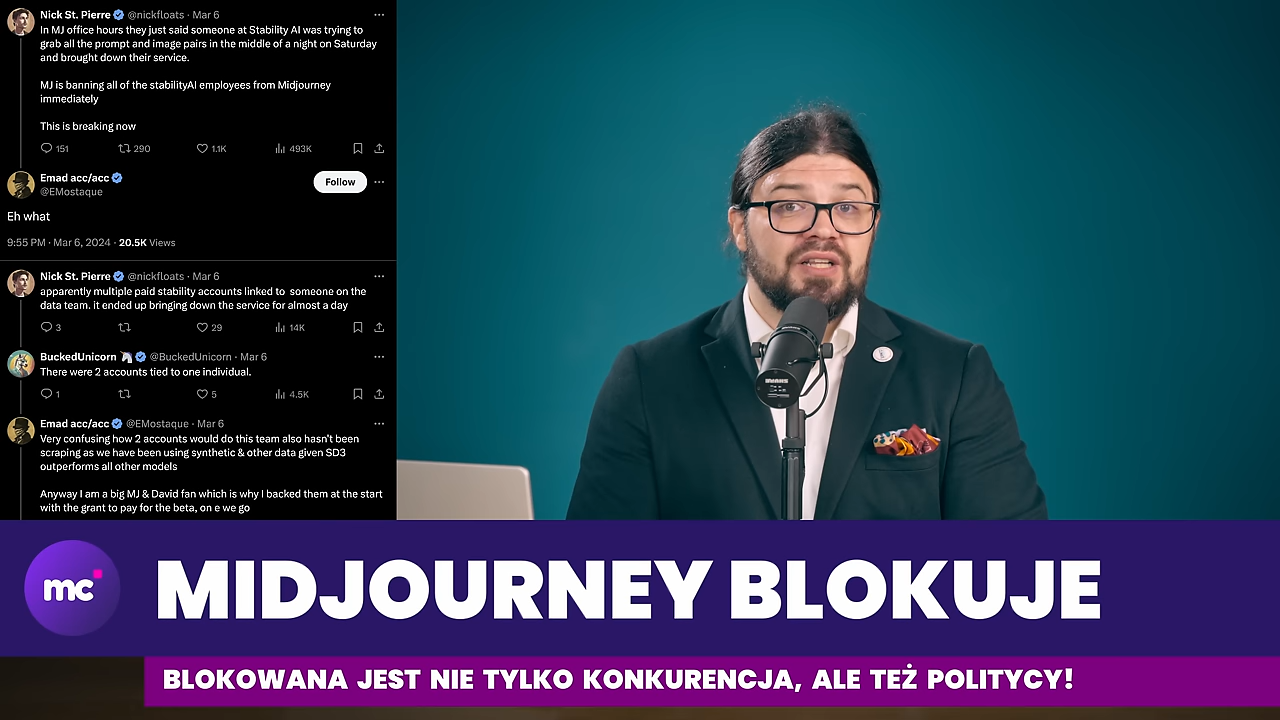 Nick St. Pierre @nickfloats · Mar 6
In MJ office hours they just said someone at Stability AI was trying to
grab all the prompt and image pairs in the middle of a night on Saturday
and brought down their service.
MJ is banning all of the stabilityAI employees from Midjourney
immediately
This is breaking now
151 290 1.1K 493K
Emad acc/acc
@EMostaque
Follow
Eh what
9:55 PM · Mar 6, 2024 · 20.5K Views
Nick St. Pierre @nickfloats · Mar 6
apparently multiple paid stability accounts linked to someone on the
data team. it ended up bringing down the service for almost a day
3 29 14K
BuckedUnicorn @BuckedUnicorn · Mar 6
There were 2 accounts tied to one individual.
1 5 4.5K
Emad acc/acc @EMostaque · Mar 6
Very confusing how 2 accounts would do this team also hasn't been
scraping as we have been using synthetic & other data given SD3
outperforms all other models
Anyway I am a big MJ & David fan which is why I backed them at the start
with the grant to pay for the beta, on e we go
mc
MIDJOURNEY BLOKUJE
BLOKOWANA JEST NIE TYLKO KONKURENCJA, ALE TEŻ POLITYCY!